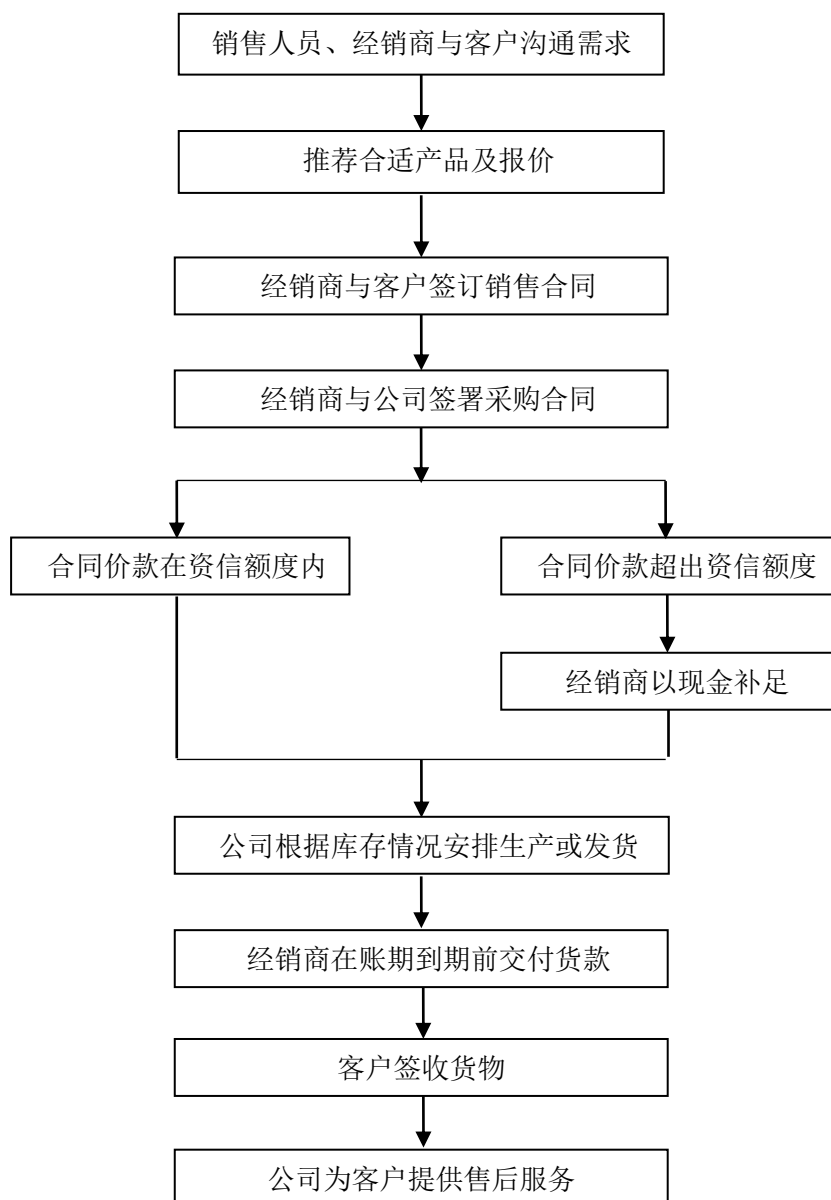 销售人员、经销商与客户沟通需求
推荐合适产品及报价
经销商与客户签订销售合同
经销商与公司签署采购合同
合同价款在资信额度内
合同价款超出资信额度
经销商以现金补足
公司根据库存情况安排生产或发货
经销商在账期到期前交付货款
客户签收货物
公司为客户提供售后服务